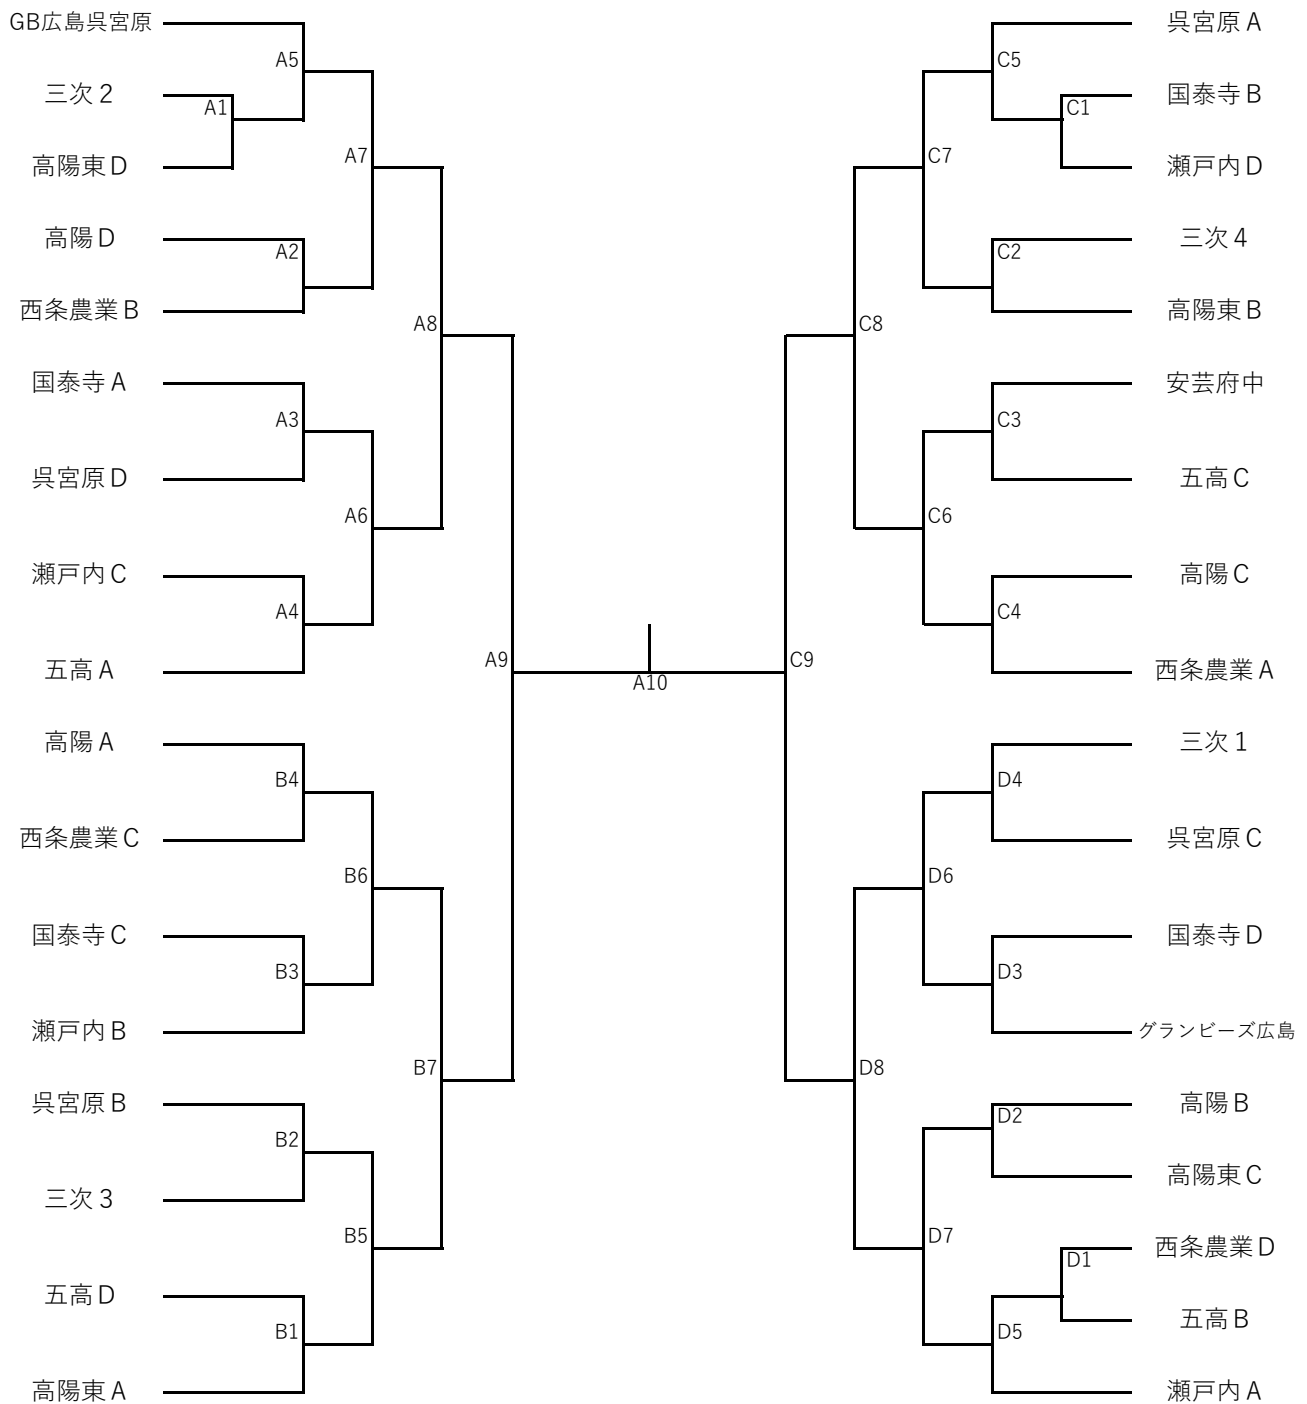 GB広島呉宮原
三次２
高陽東Ｄ
高陽Ｄ
西条農業Ｂ
国泰寺Ａ
呉宮原Ｄ
瀬戸内Ｃ
五高Ａ
高陽Ａ
西条農業Ｃ
国泰寺Ｃ
瀬戸内Ｂ
呉宮原Ｂ
三次３
五高Ｄ
高陽東Ａ
A5
A1
A7
A2
A8
A3
A6
A4
A9
B4
B6
B3
B7
B2
B5
B1
A10
C5
C1
C7
C2
C8
C3
C6
C4
C9
D4
D6
D3
D8
D2
D7
D1
D5
呉宮原Ａ
国泰寺Ｂ
瀬戸内Ｄ
三次４
高陽東Ｂ
安芸府中
五高Ｃ
高陽Ｃ
西条農業Ａ
三次１
呉宮原Ｃ
国泰寺Ｄ
グランビーズ広島
高陽Ｂ
高陽東Ｃ
西条農業Ｄ
五高Ｂ
瀬戸内Ａ